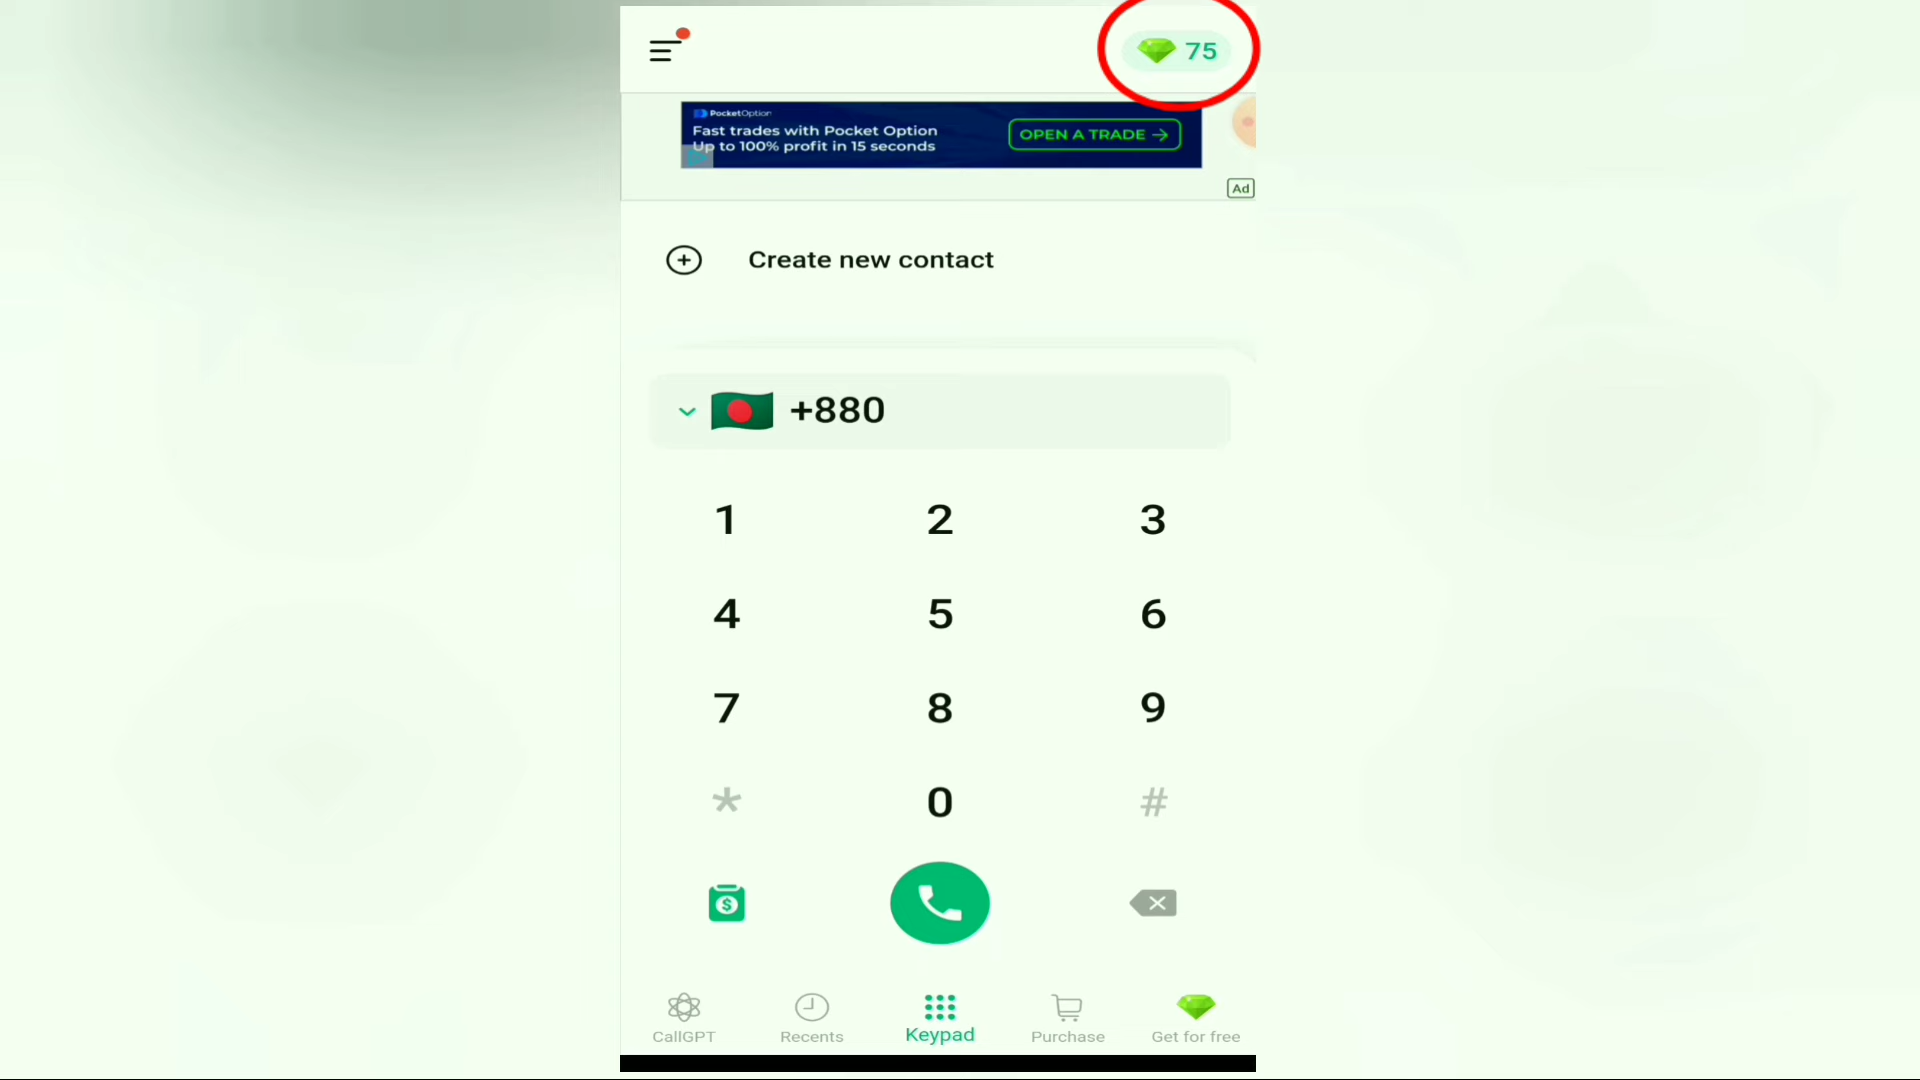 75
PocketOption
Fast trades with Pocket Option
Up to 100% profit in 15 seconds
OPEN A TRADE →
Ad
Create new contact
+880
1 2 3
4 5 6
7 8 9
* 0 #
$
CallGPT Recents Keypad Purchase Get for free